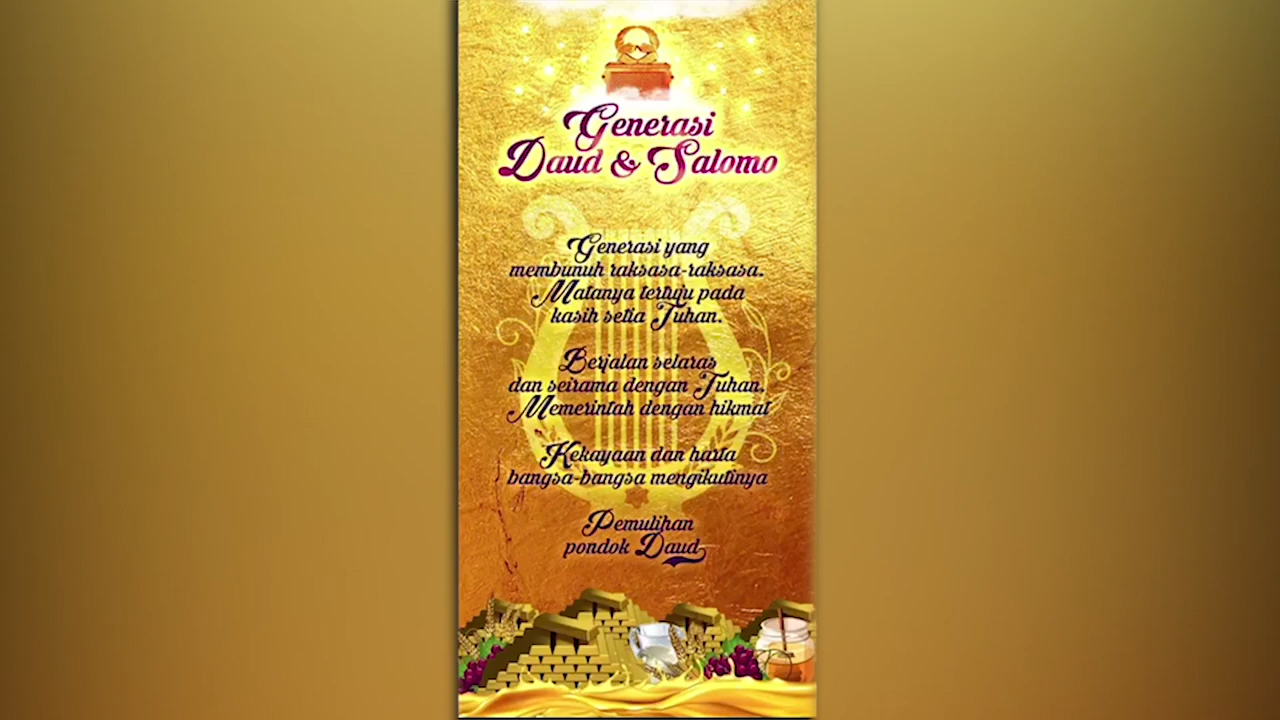 Generasi
Daud & Salomo
Generasi yang
membunuh raksasa-raksasa.
Matanya tertuju pada
kasih setia Tuhan.
Berjalan selaras
dan seirama dengan Tuhan.
Memerintah dengan hikmat
Kekayaan dan harta
bangsa-bangsa mengikutinya
Pemulihan
pondok Daud